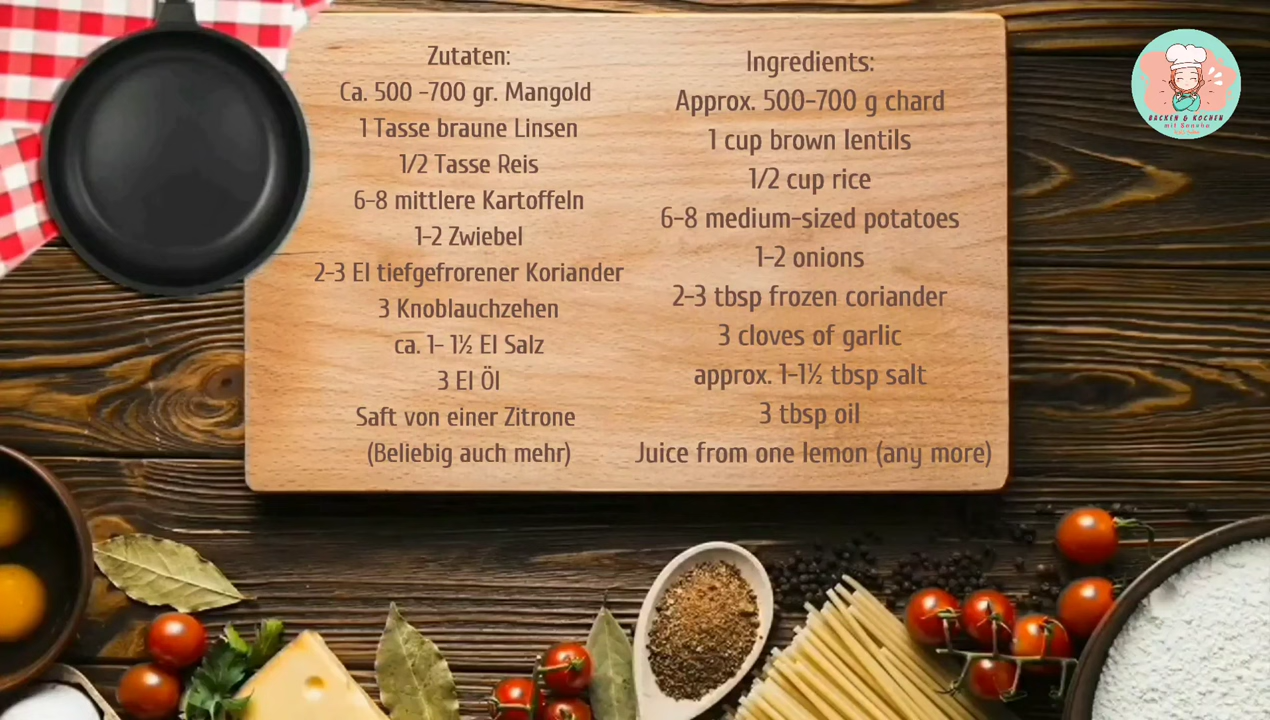 Zutaten:
Ca. 500 -700 gr. Mangold
1 Tasse braune Linsen
1/2 Tasse Reis
6-8 mittlere Kartoffeln
1-2 Zwiebel
2-3 El tiefgefrorener Koriander
3 Knoblauchzehen
ca. 1- 1½ El Salz
3 El Öl
Saft von einer Zitrone
(Beliebig auch mehr)
Ingredients:
Approx. 500-700 g chard
1 cup brown lentils
1/2 cup rice
6-8 medium-sized potatoes
1-2 onions
2-3 tbsp frozen coriander
3 cloves of garlic
approx. 1-1½ tbsp salt
3 tbsp oil
Juice from one lemon (any more)
BACKEN & KOCHEN